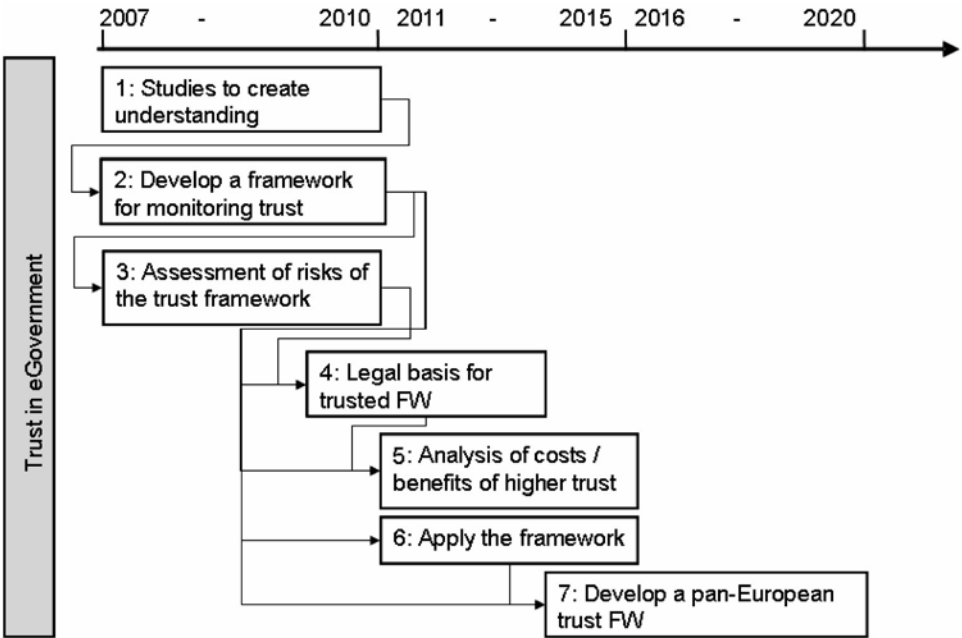 2007 - 2010 2011 - 2015 2016 - 2020
Trust in eGovernment
1: Studies to create
understanding
2: Develop a framework
for monitoring trust
3: Assessment of risks of
the trust framework
4: Legal basis for
trusted FW
5: Analysis of costs /
benefits of higher trust
6: Apply the framework
7: Develop a pan-European
trust FW